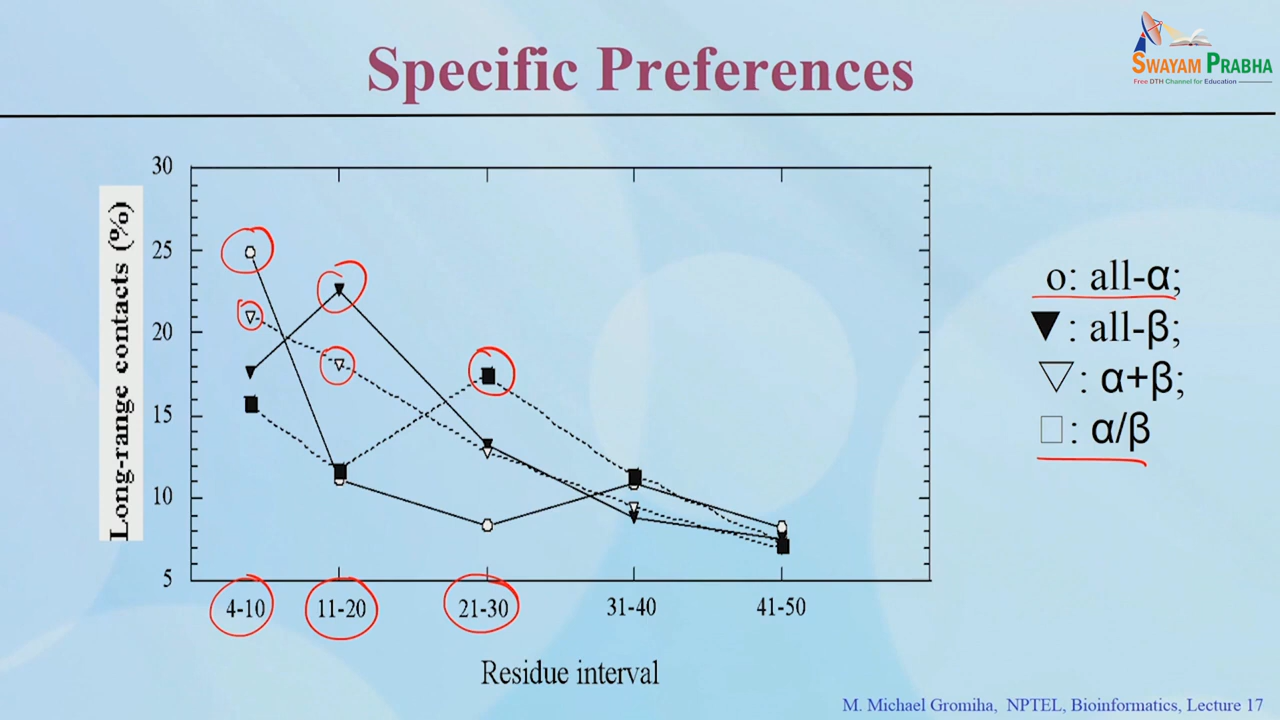 Specific Preferences
SWAYAM PRABHA
Free DTH Channel for Education
30
25
20
15
10
5
Long-range contacts (%)
4-10 11-20 21-30 31-40 41-50
Residue interval
o: all-α;
▼: all-β;
▽: α+β;
□: α/β
M. Michael Gromiha, NPTEL, Bioinformatics, Lecture 17